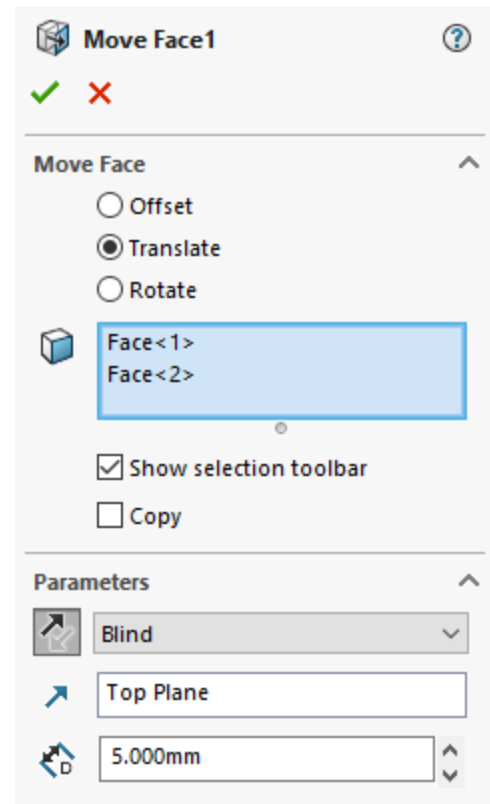 Move Face1
Move Face
Offset
Translate
Rotate
Face<1>
Face<2>
Show selection toolbar
Copy
Parameters
Blind
Top Plane
D
5.000mm